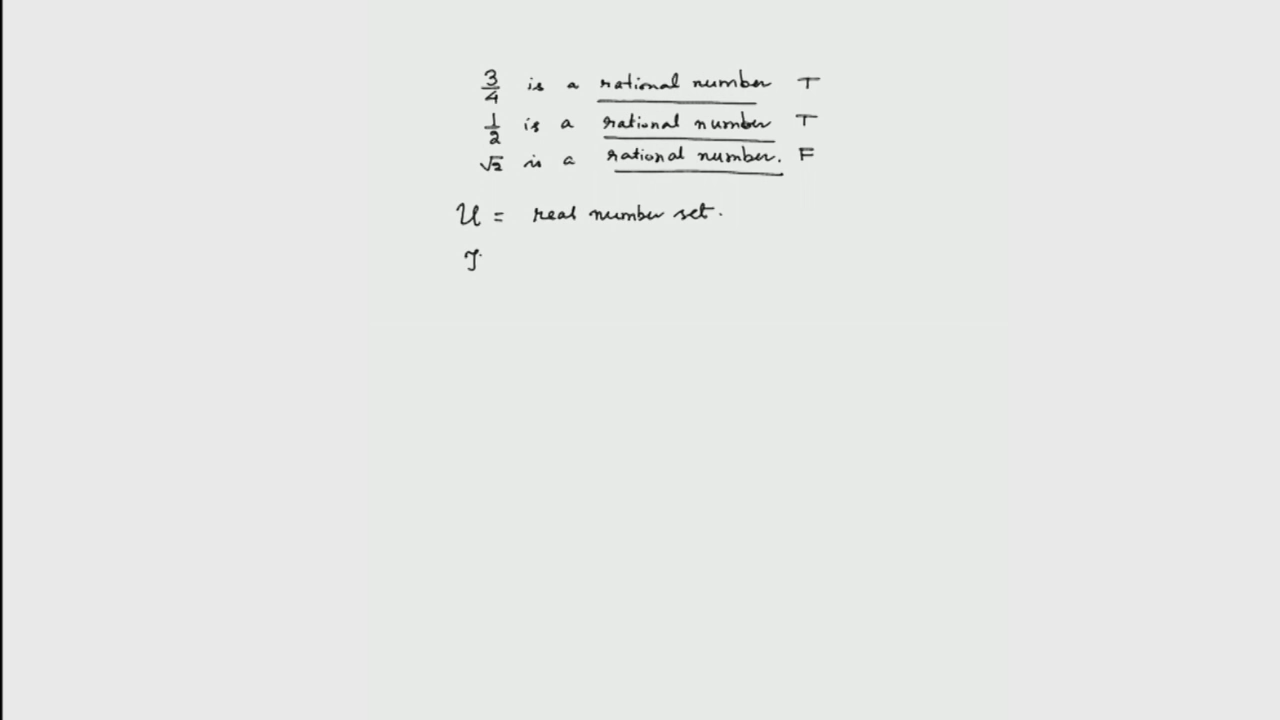 3/4 is a rational number T
1/2 is a rational number T
√2 is a rational number. F
U = real number set.